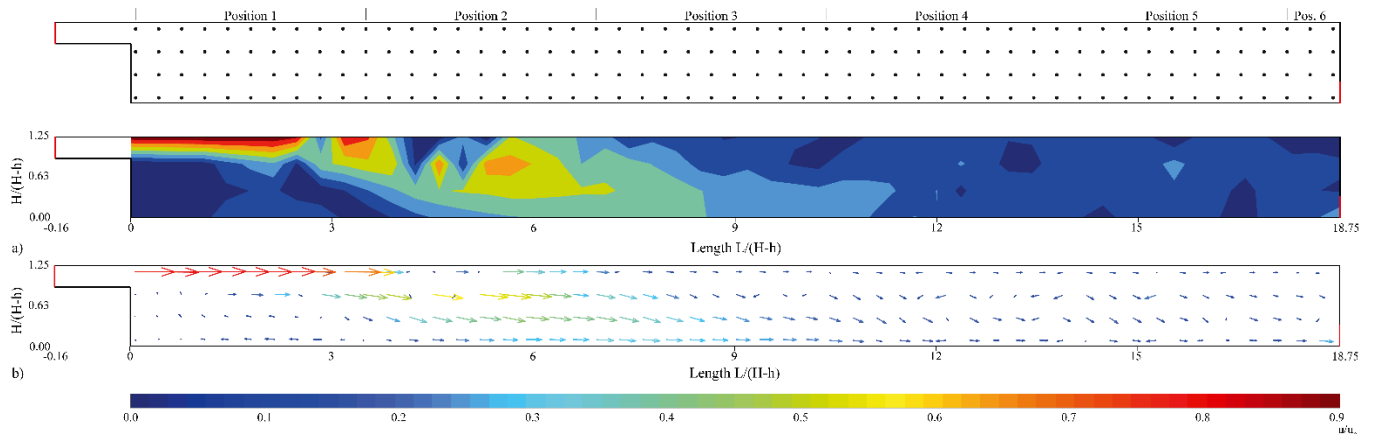 Position 1 Position 2 Position 3 Position 4 Position 5 Pos. 6
1.25
0.63
0.00
H/(H-h)
-0.16 0 3 6 9 12 15 18.75
a) Length L/(H-h)
1.25
0.63
0.00
H/(H-h)
-0.16 0 3 6 9 12 15 18.75
b) Length L/(H-h)
0.0 0.1 0.2 0.3 0.4 0.5 0.6 0.7 0.8 0.9